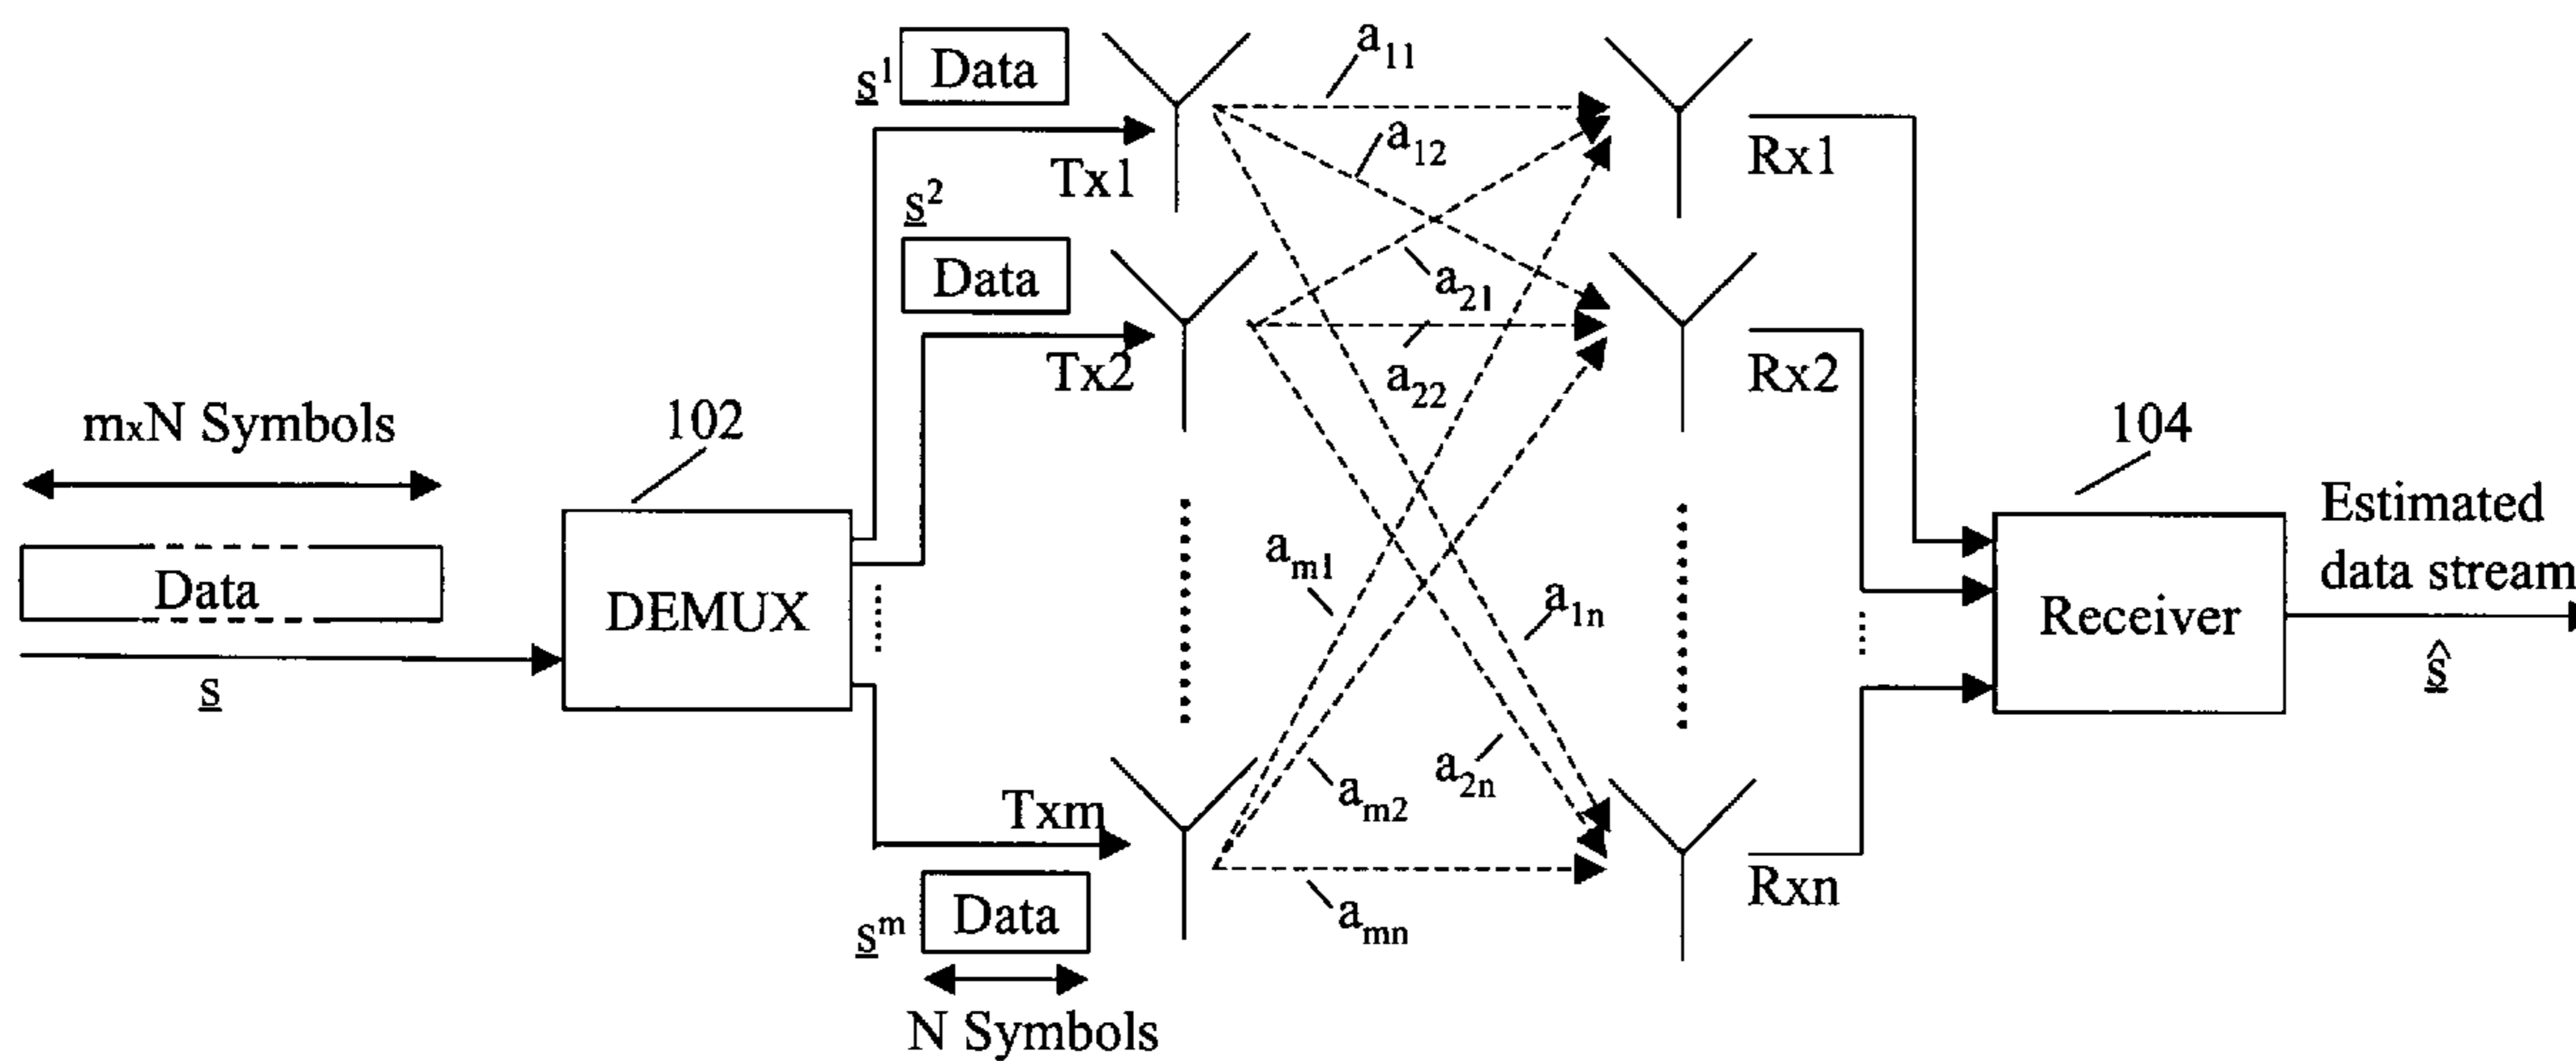 s¹ Data
Tx1
s² Data
Tx2
a₁₁
a₁₂
a₂₁
a₂₂
Rx1
Rx2
mxN Symbols
Data
s
102
DEMUX
aₘ₁
a₁ₙ
aₘ₂
a₂ₙ
aₘₙ
Txm
sᵐ Data
N Symbols
Rxn
104
Receiver
Estimated
data stream
ŝ